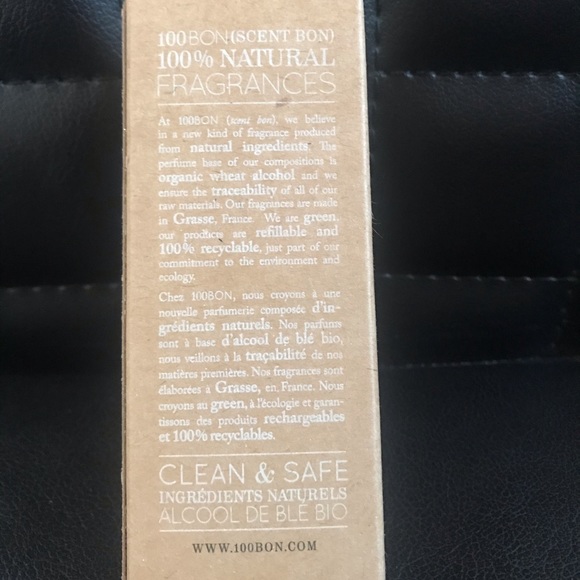 100BON(SCENT BON)
100% NATURAL
FRAGRANCES
At 100BON (scent bon), we believe
in a new kind of fragrance produced
from natural ingredients. The
perfume base of our compositions is
organic wheat alcohol and we
ensure the traceability of all of our
raw materials. Our fragrances are made
in Grasse, France. We are green,
our products are refillable and
100% recyclable, just part of our
commitment to the environment and
ecology.
Chez 100BON, nous croyons à une
nouvelle parfumerie composée d'in-
grédients naturels. Nos parfums
sont à base d'alcool de blé bio,
nous veillons à la traçabilité de nos
matières premières. Nos fragrances sont
élaborées à Grasse, en France. Nous
croyons au green, à l'écologie et garan-
tissons des produits rechargeables
et 100% recyclables.
CLEAN & SAFE
INGRÉDIENTS NATURELS
ALCOOL DE BLÉ BIO
WWW.100BON.COM